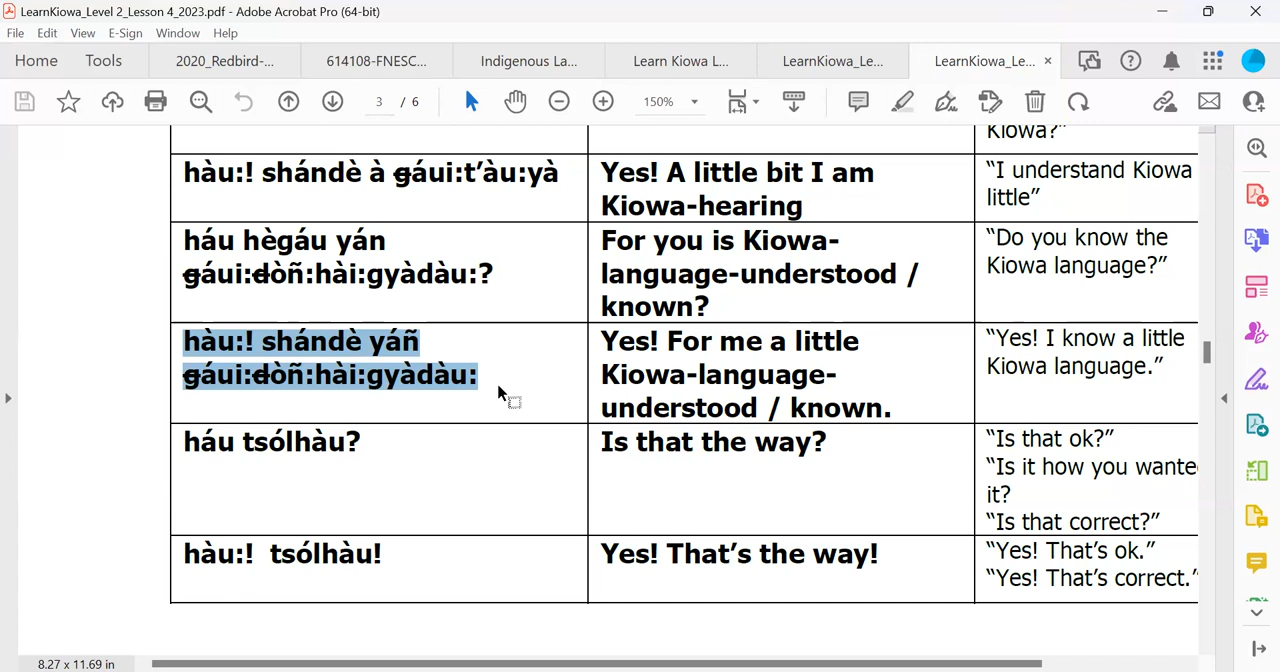 LearnKiowa_Level 2_Lesson 4_2023.pdf - Adobe Acrobat Pro (64-bit)
File Edit View E-Sign Window Help
Home Tools 2020_Redbird-... 614108-FNESC... Indigenous La... Learn Kiowa L... LearnKiowa_Le... LearnKiowa_Le... ×
3 / 6 150%
Kiowa?”
hàu:! shándè à g̶áui:t’àu:yà
Yes! A little bit I am
Kiowa-hearing
“I understand Kiowa
little”
háu hègáu yán
g̶áui:d̶òñ:hài:gyàdàu:?
For you is Kiowa-
language-understood /
known?
“Do you know the
Kiowa language?”
hàu:! shándè yáñ
g̶áui:d̶òñ:hài:gyàdàu:
Yes! For me a little
Kiowa-language-
understood / known.
“Yes! I know a little
Kiowa language.”
háu tsólhàu?
Is that the way?
“Is that ok?”
“Is it how you wante
it?
“Is that correct?”
hàu:! tsólhàu!
Yes! That’s the way!
“Yes! That’s ok.”
“Yes! That’s correct.”
8.27 x 11.69 in